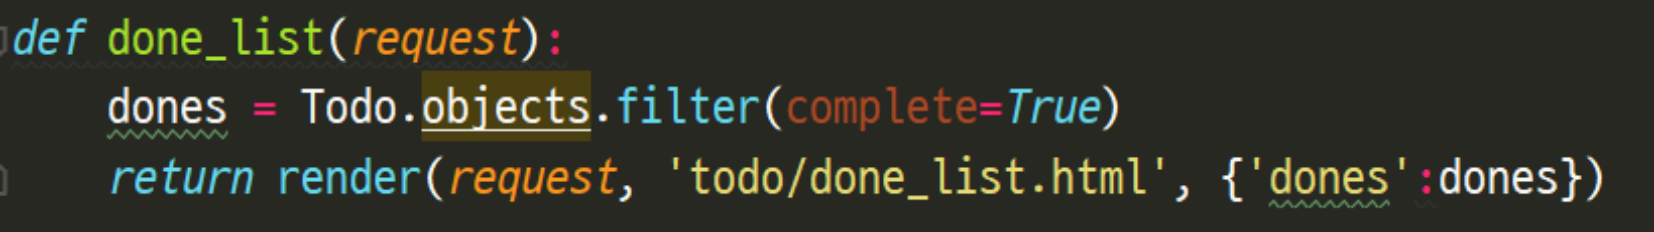 def done_list(request):
    dones = Todo.objects.filter(complete=True)
    return render(request, 'todo/done_list.html', {'dones':dones})